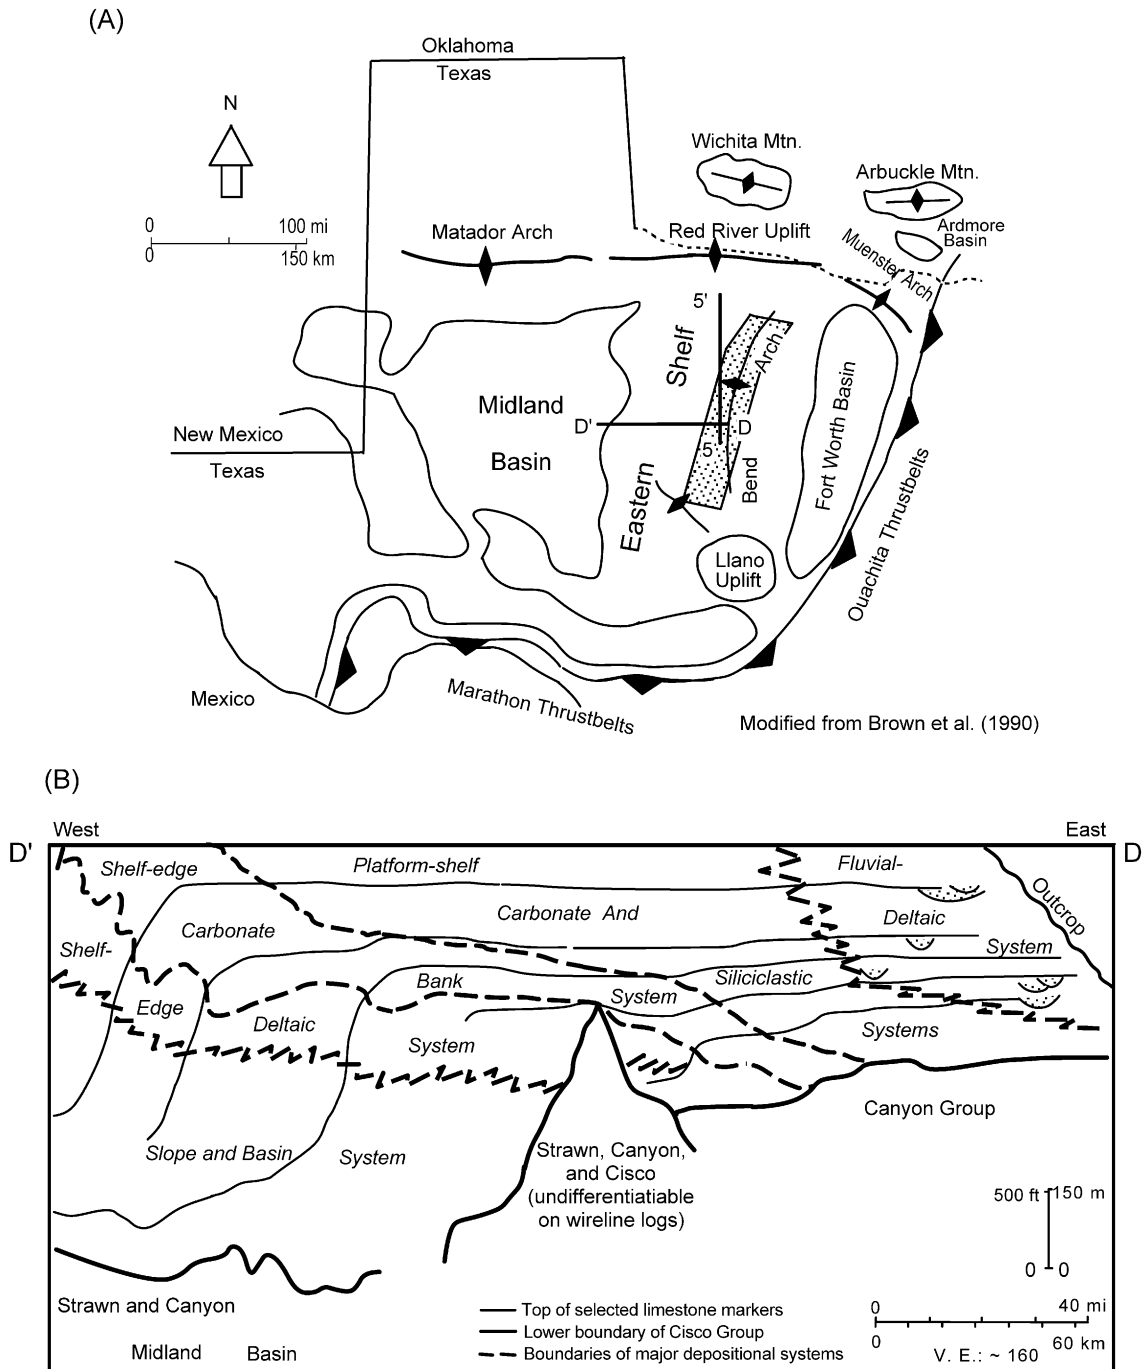 (A)
Oklahoma
Texas
N
Wichita Mtn.
Arbuckle Mtn.
0 100 mi
0 150 km
Matador Arch
Red River Uplift
Ardmore
Basin
Muenster Arch
5'
Shelf
Arch
Midland
Basin
D'
D
5
New Mexico
Texas
Eastern
Bend
Fort Worth Basin
Llano
Uplift
Ouachita Thrustbelts
Mexico
Marathon Thrustbelts
Modified from Brown et al. (1990)
(B)
West East
D' D
Shelf-edge Platform-shelf Fluvial-
Outcrop
Carbonate Carbonate And Deltaic
Shelf- System
Bank Siliciclastic
Edge System
Deltaic Systems
System
Canyon Group
Slope and Basin System
Strawn, Canyon,
and Cisco
(undifferentiatiable
on wireline logs)
500 ft 150 m
0 0
Strawn and Canyon
Midland Basin
Top of selected limestone markers
Lower boundary of Cisco Group
Boundaries of major depositional systems
0 40 mi
0 60 km
V. E.: ~ 160